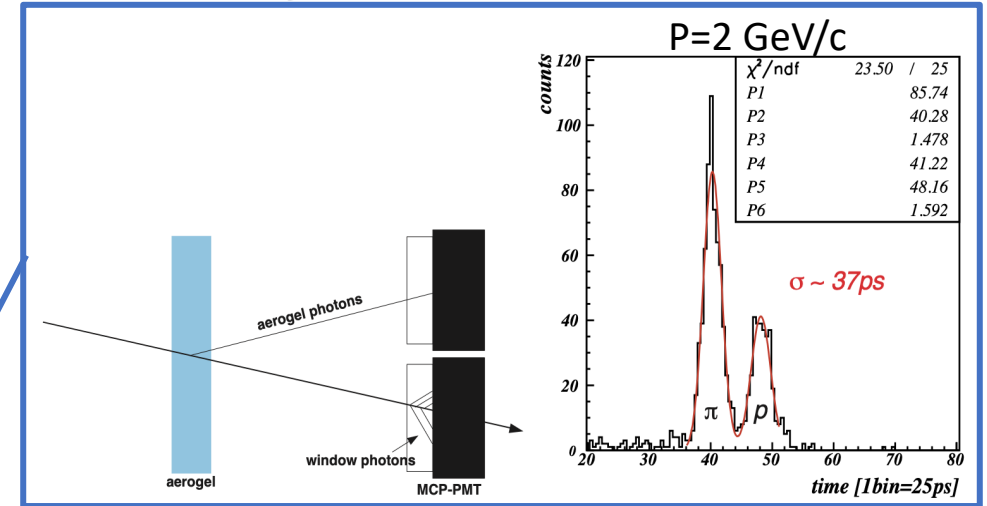 P=2 GeV/c
counts
120
100
80
60
40
20
0
χ²/ndf 23.50 / 25
P1 85.74
P2 40.28
P3 1.478
P4 41.22
P5 48.16
P6 1.592
σ ~ 37ps
π
p
20 30 40 50 60 70 80
time [1bin=25ps]
aerogel photons
window photons
aerogel
MCP-PMT